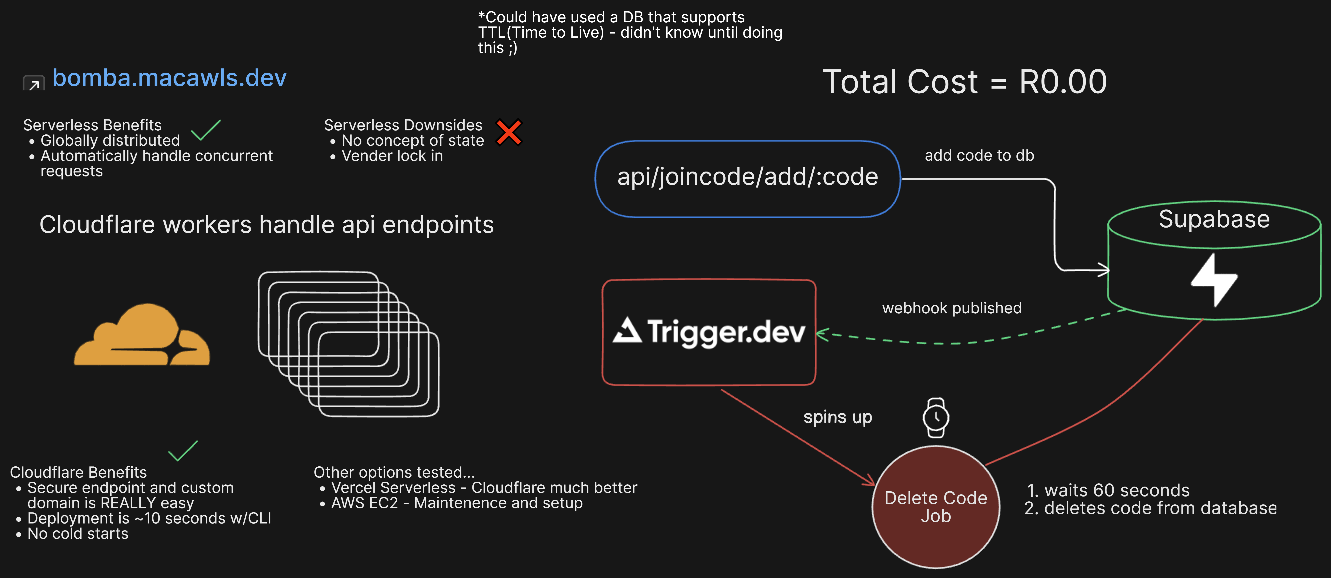 *Could have used a DB that supports
TTL(Time to Live) - didn't know until doing
this ;)
bomba.macawls.dev
Total Cost = R0.00
Serverless Benefits
• Globally distributed
• Automatically handle concurrent
requests
Serverless Downsides
• No concept of state
• Vender lock in
api/joincode/add/:code
add code to db
Supabase
Cloudflare workers handle api endpoints
webhook published
Trigger.dev
spins up
Delete Code
Job
1. waits 60 seconds
2. deletes code from database
Cloudflare Benefits
• Secure endpoint and custom
domain is REALLY easy
• Deployment is ~10 seconds w/CLI
• No cold starts
Other options tested...
• Vercel Serverless - Cloudflare much better
• AWS EC2 - Maintenence and setup